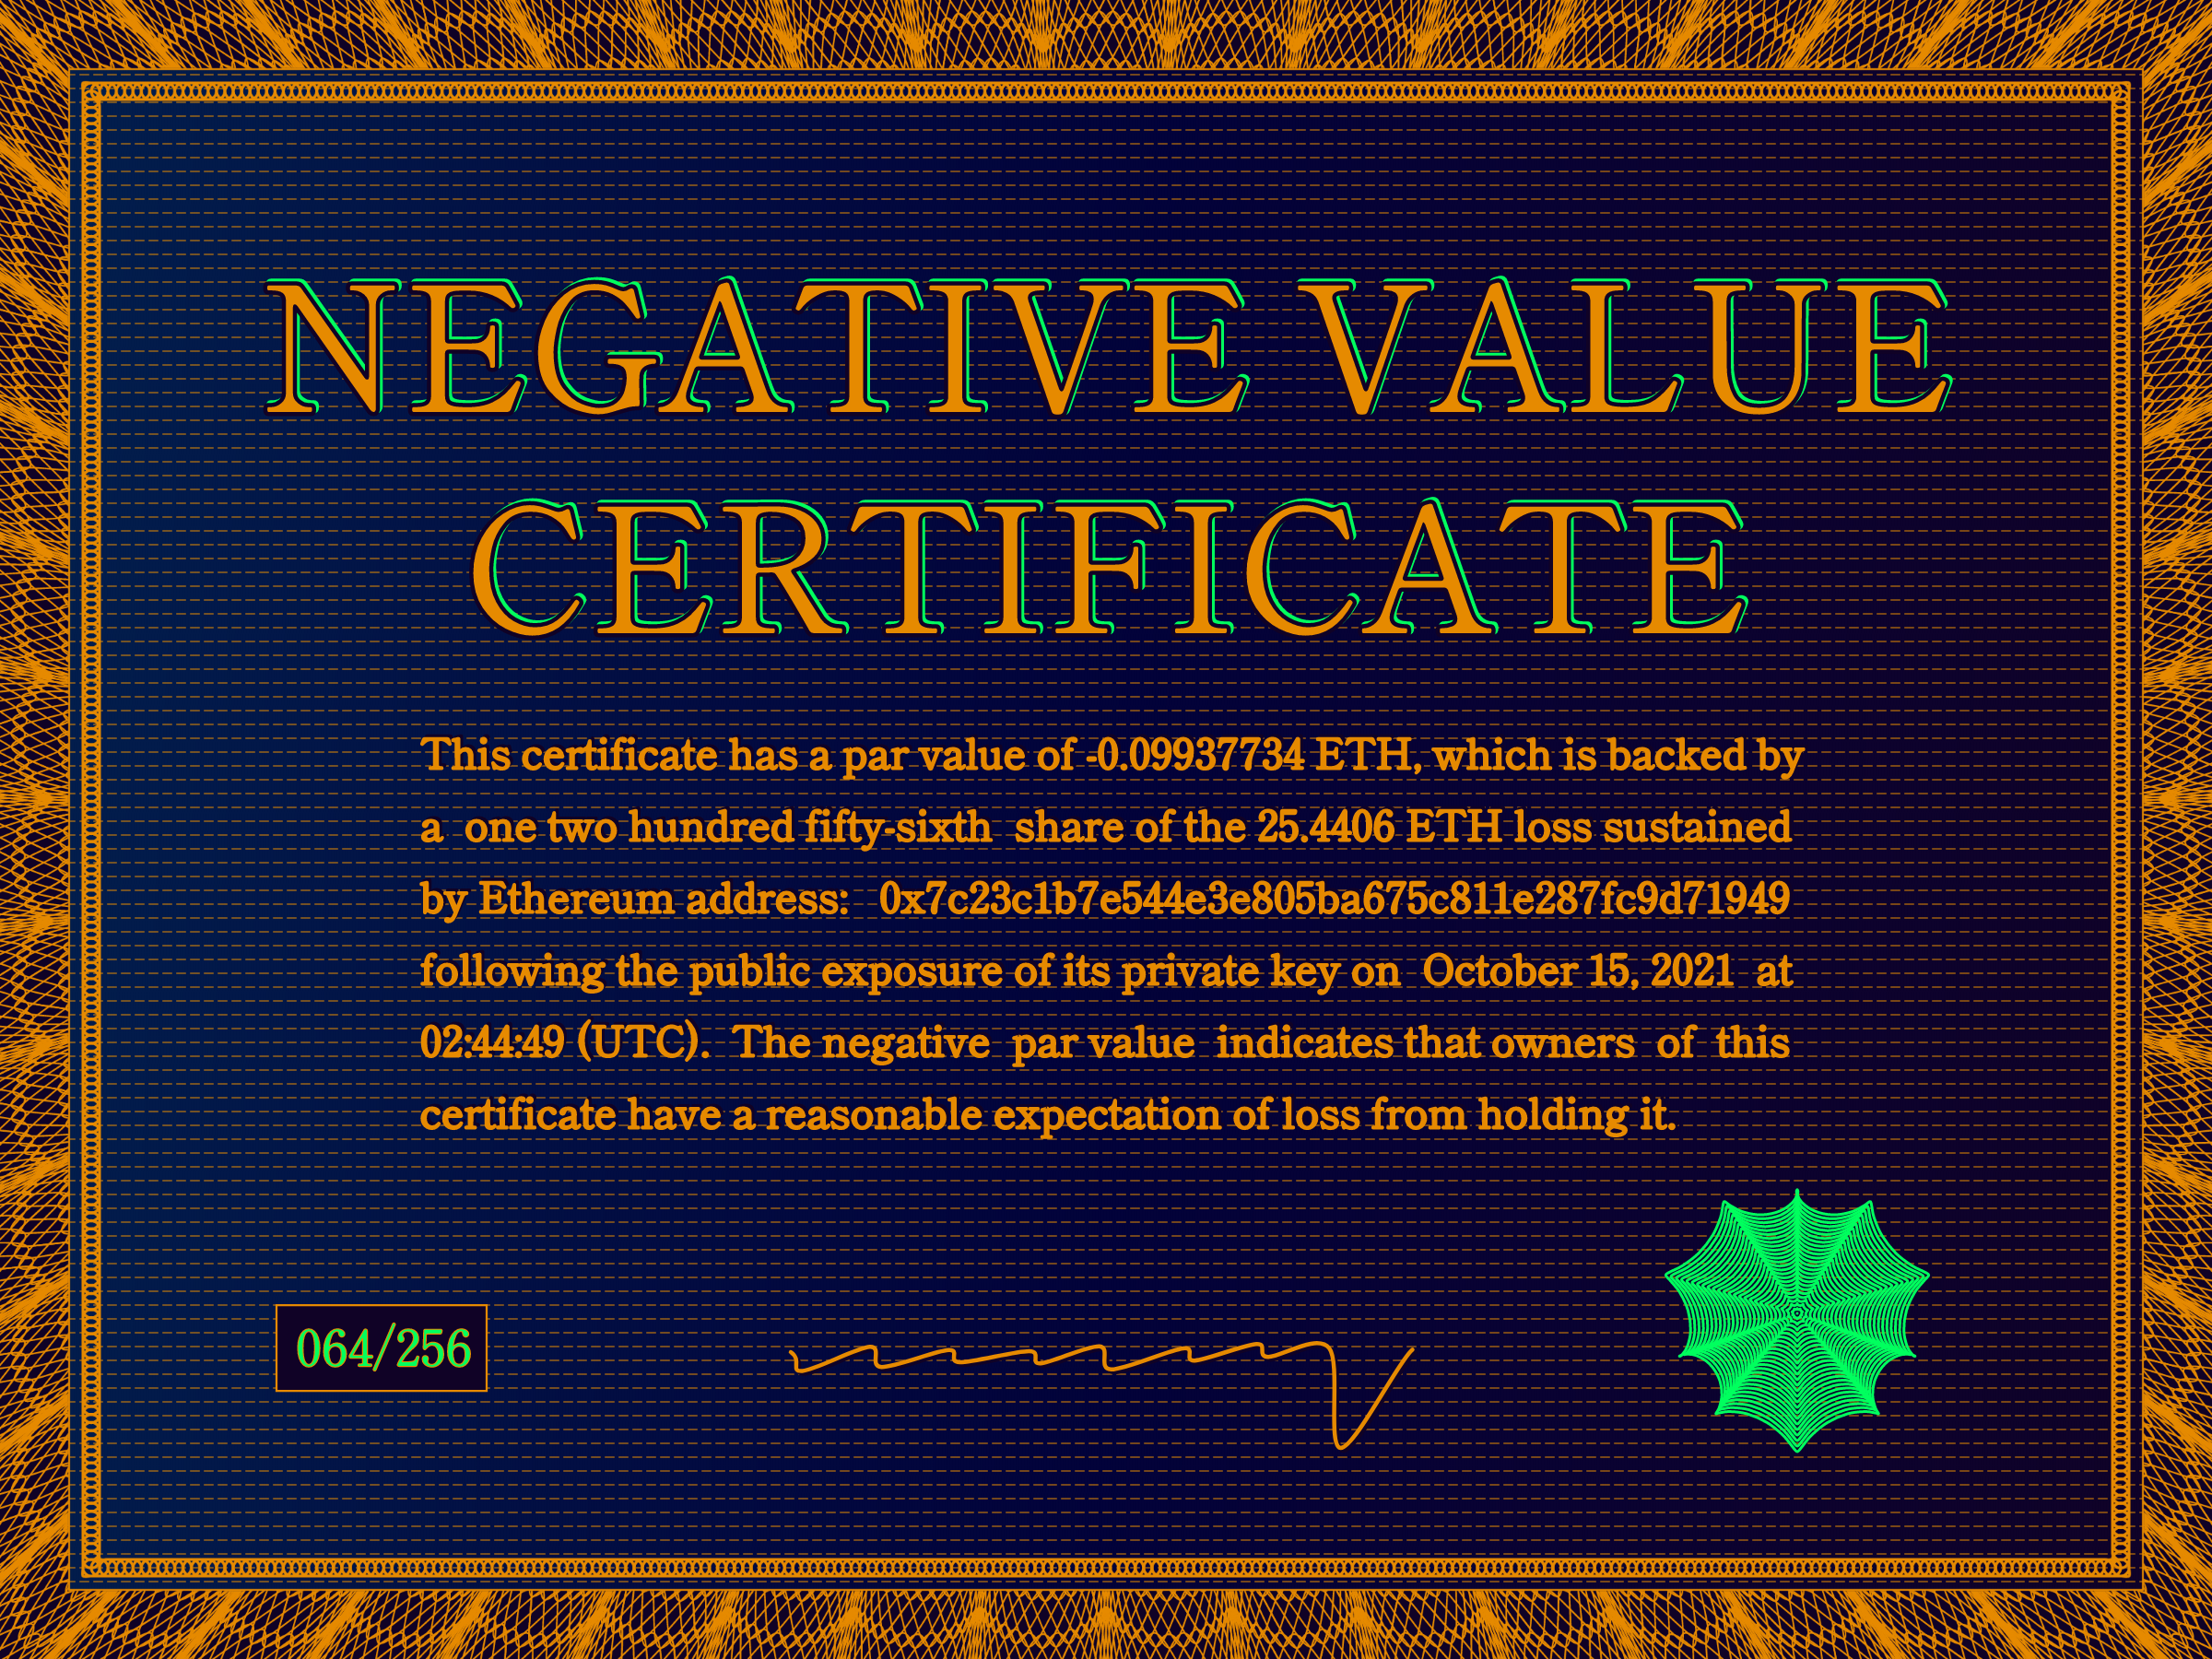 NEGATIVE VALUE
CERTIFICATE
This certificate has a par value of -0.09937734 ETH, which is backed by
a one two hundred fifty-sixth share of the 25.4406 ETH loss sustained
by Ethereum address: 0x7c23c1b7e544e3e805ba675c811e287fc9d71949
following the public exposure of its private key on October 15, 2021 at
02:44:49 (UTC). The negative par value indicates that owners of this
certificate have a reasonable expectation of loss from holding it.
064/256